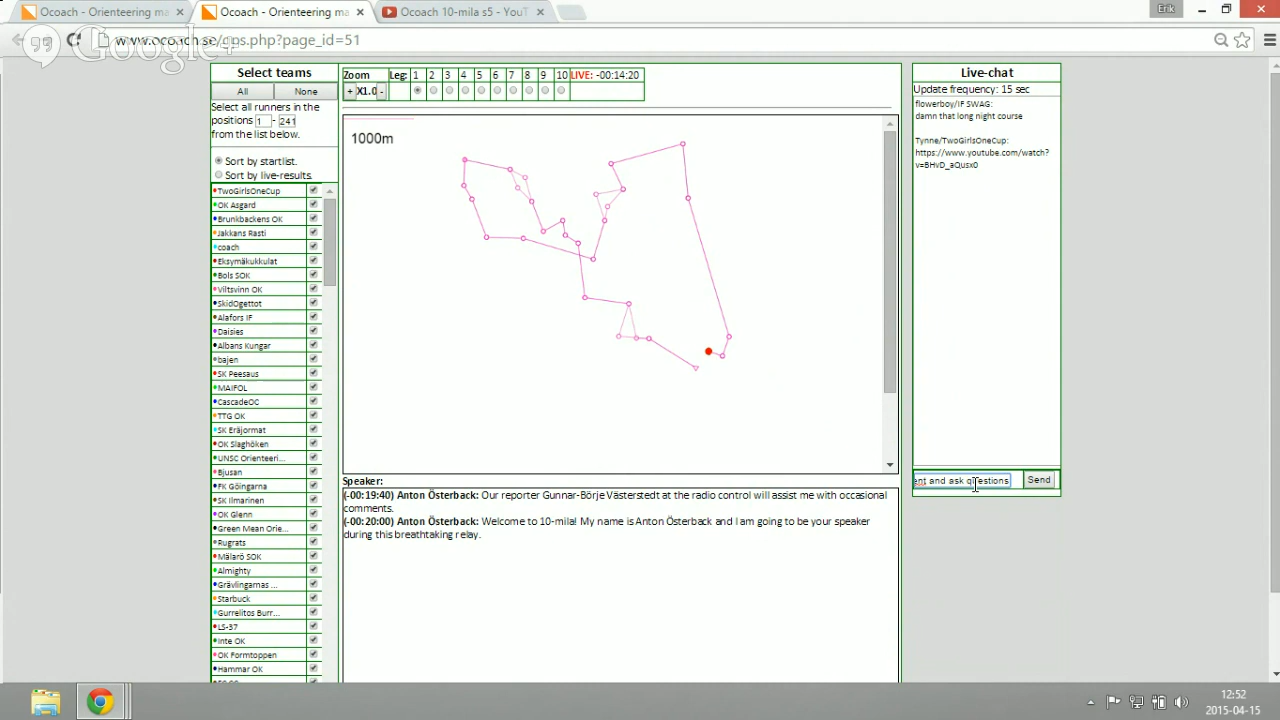 Ocoach - Orienteering ma ×
Ocoach - Orienteering ma ×
Ocoach 10-mila s5 - YouT ×
Erik
Google+
www.ocoach.se/gps.php?page_id=51
Select teams
All None
Select all runners in the
positions 1 - 241
from the list below.
Sort by startlist.
Sort by live-results.
TwoGirlsOneCup
OK Asgard
Brunkbackens OK
Jakkans Rasti
coach
Eksymäkukkulat
Bols SOK
Viltsvinn OK
SkidOgettot
Alafors IF
Daisies
Albans Kungar
bajen
SK Peesaus
MAIFOL
CascadeOC
TTG OK
SK Eräjormat
OK Slaghöken
UNSC Orienteeri...
Bjusan
FK Göingarna
SK Ilmarinen
OK Glenn
Green Mean Orie...
Rugrats
Mälarö SOK
Almighty
Grävlingarnas ...
Starbuck
Gurrelitos Burr...
LS-37
Inte OK
OK Formtoppen
Hammar OK
Zoom Leg: 1 2 3 4 5 6 7 8 9 10 LIVE: -00:14:20
+ X1.0 -
1000m
Speaker:
(-00:19:40) Anton Österback: Our reporter Gunnar-Börje Västerstedt at the radio control will assist me with occasional
comments.
(-00:20:00) Anton Österback: Welcome to 10-mila! My name is Anton Österback and I am going to be your speaker
during this breathtaking relay.
Live-chat
Update frequency: 15 sec
flowerboy/IF SWAG:
damn that long night course
Tynne/TwoGirlsOneCup:
https://www.youtube.com/watch?
v=BHvD_aQusx0
ent and ask questions Send
12:52
2015-04-15